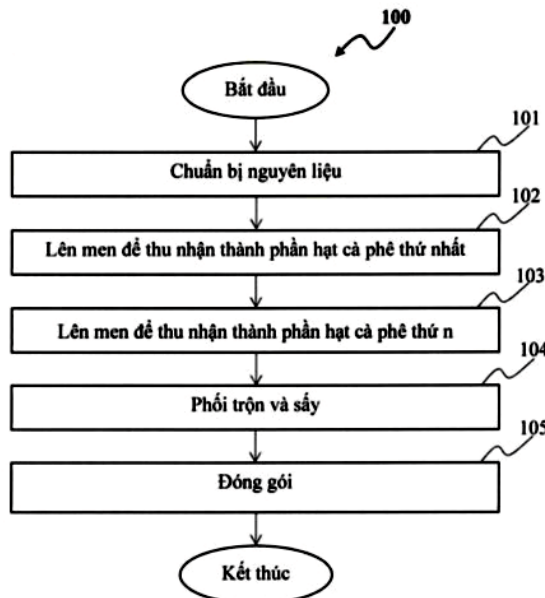 100
Bắt đầu
101
Chuẩn bị nguyên liệu
102
Lên men để thu nhận thành phần hạt cà phê thứ nhất
103
Lên men để thu nhận thành phần hạt cà phê thứ n
104
Phối trộn và sấy
105
Đóng gói
Kết thúc